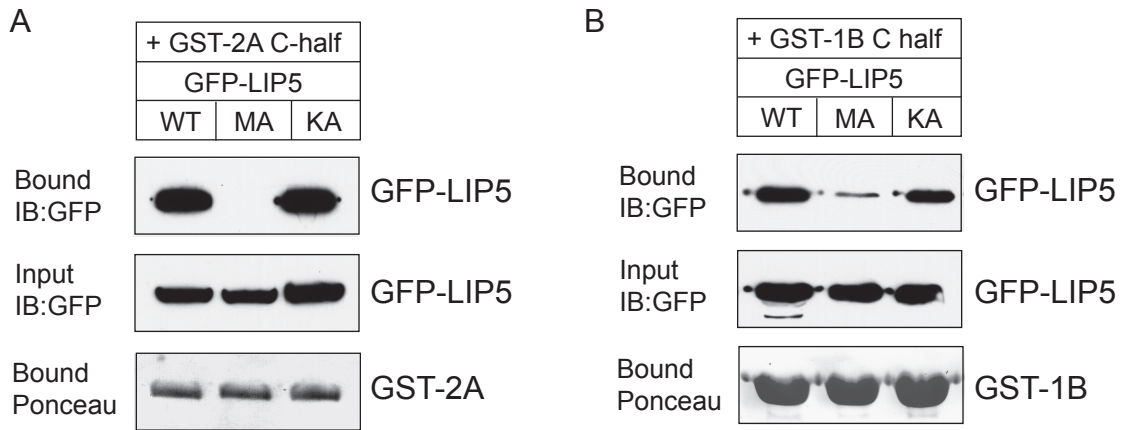 A
+ GST-2A C-half
GFP-LIP5
WT MA KA
Bound
IB:GFP
GFP-LIP5
Input
IB:GFP
GFP-LIP5
Bound
Ponceau
GST-2A
B
+ GST-1B C half
GFP-LIP5
WT MA KA
Bound
IB:GFP
GFP-LIP5
Input
IB:GFP
GFP-LIP5
Bound
Ponceau
GST-1B